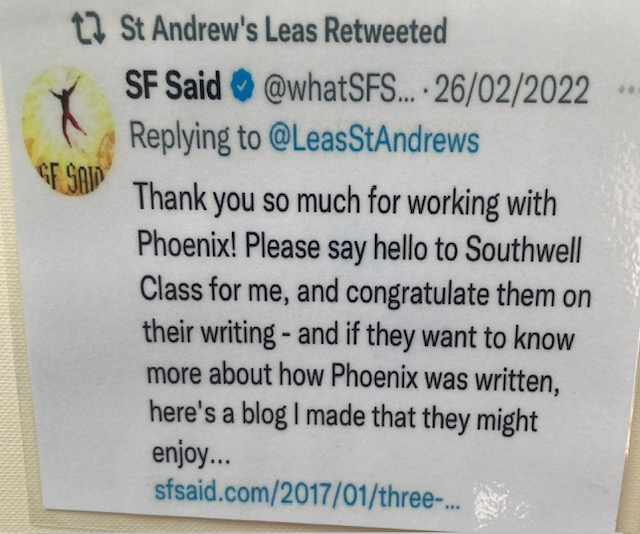 St Andrew's Leas Retweeted
SF Said @whatSFS... · 26/02/2022 ...
Replying to @LeasStAndrews
SF SAID
Thank you so much for working with
Phoenix! Please say hello to Southwell
Class for me, and congratulate them on
their writing - and if they want to know
more about how Phoenix was written,
here's a blog I made that they might
enjoy...
sfsaid.com/2017/01/three-...